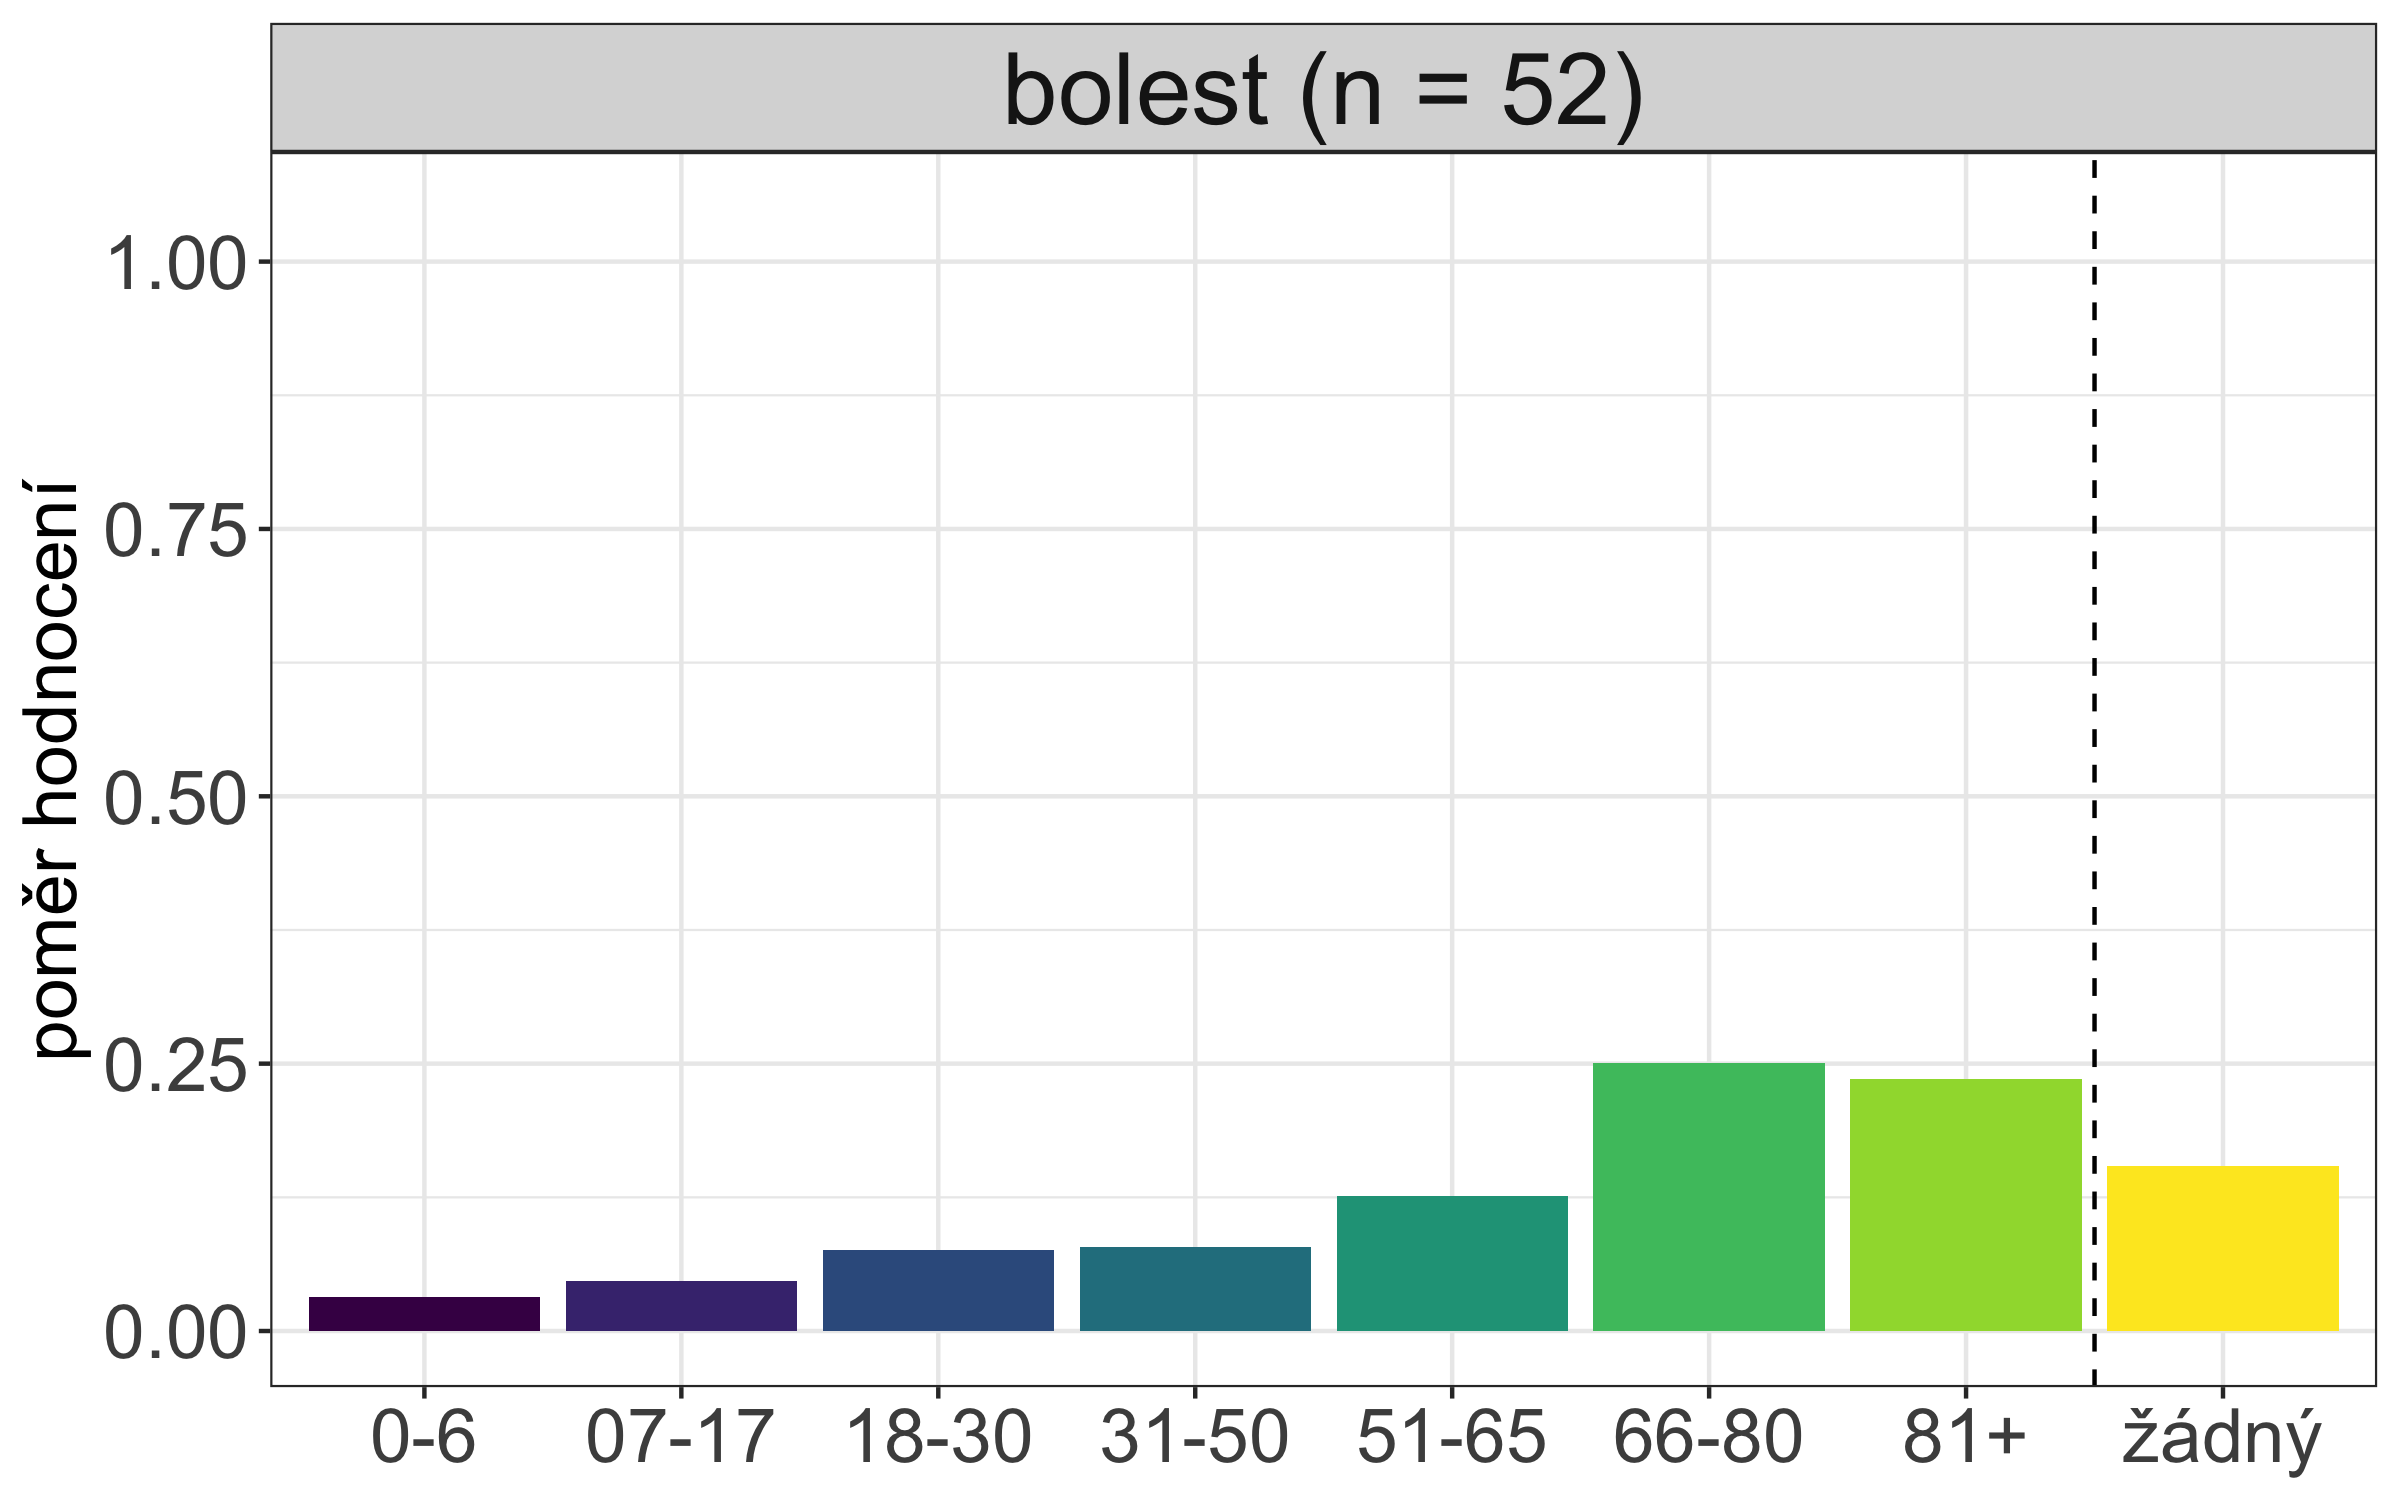 bolest (n = 52)
poměr hodnocení
1.00
0.75
0.50
0.25
0.00
0-6 07-17 18-30 31-50 51-65 66-80 81+ žádný